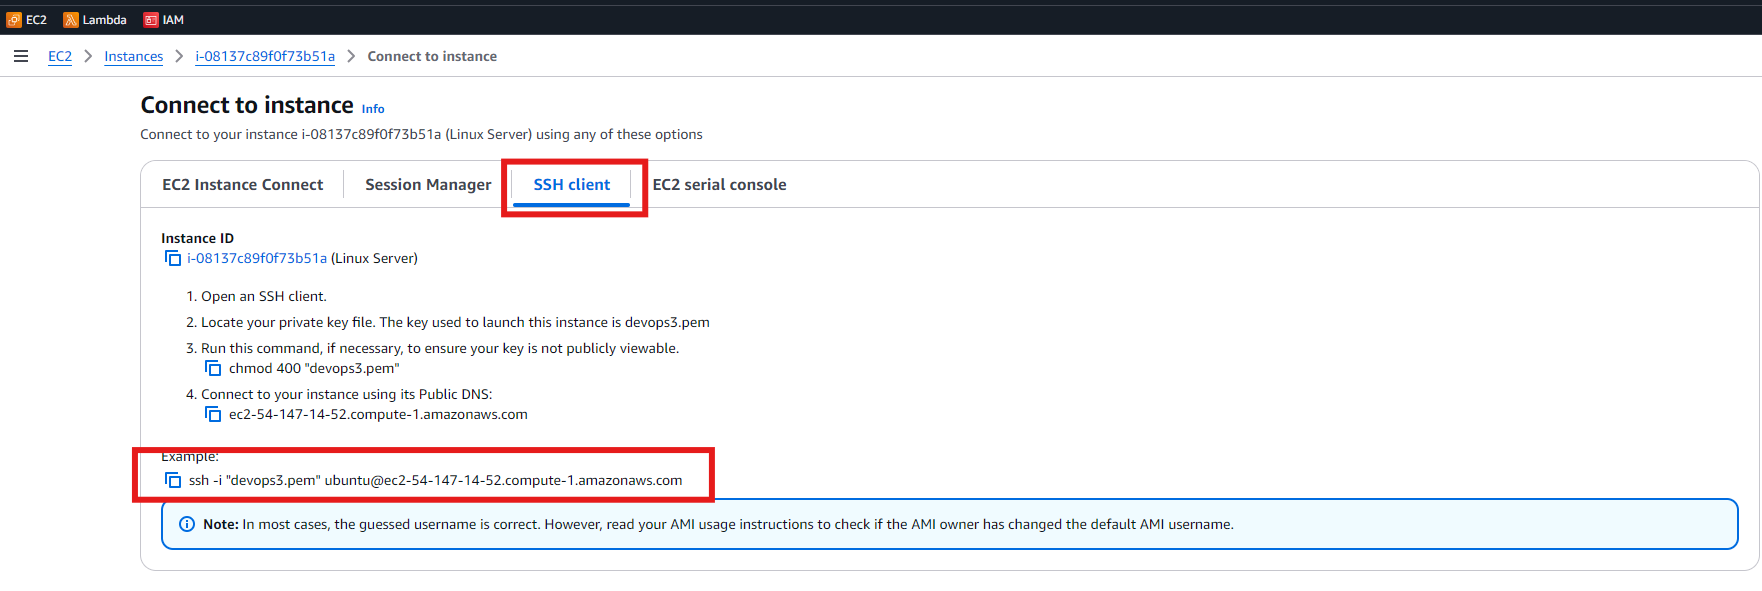 EC2 Lambda IAM
EC2 Instances i-08137c89f0f73b51a Connect to instance
Connect to instance Info
Connect to your instance i-08137c89f0f73b51a (Linux Server) using any of these options
EC2 Instance Connect Session Manager SSH client EC2 serial console
Instance ID
i-08137c89f0f73b51a (Linux Server)
1. Open an SSH client.
2. Locate your private key file. The key used to launch this instance is devops3.pem
3. Run this command, if necessary, to ensure your key is not publicly viewable.
chmod 400 "devops3.pem"
4. Connect to your instance using its Public DNS:
ec2-54-147-14-52.compute-1.amazonaws.com
Example:
ssh -i "devops3.pem" ubuntu@ec2-54-147-14-52.compute-1.amazonaws.com
Note: In most cases, the guessed username is correct. However, read your AMI usage instructions to check if the AMI owner has changed the default AMI username.